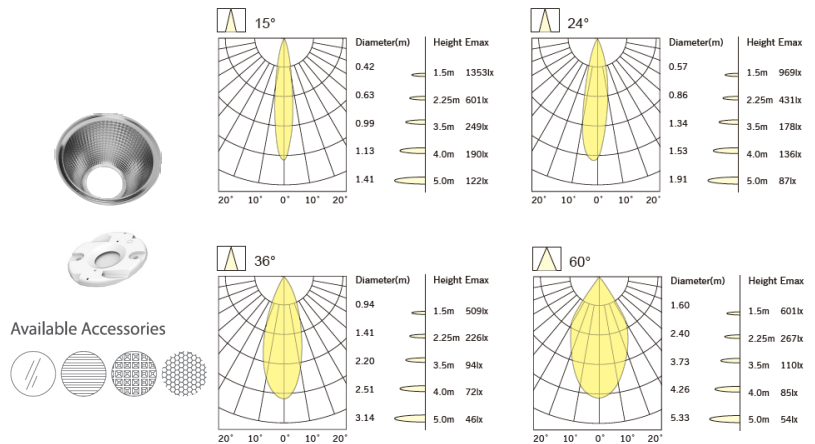 15°
Diameter(m) Height Emax
0.42 1.5m 1353lx
0.63 2.25m 601lx
0.99 3.5m 249lx
1.13 4.0m 190lx
1.41 5.0m 122lx
20° 10° 0° 10° 20°
24°
Diameter(m) Height Emax
0.57 1.5m 969lx
0.86 2.25m 431lx
1.34 3.5m 178lx
1.53 4.0m 136lx
1.91 5.0m 87lx
20° 10° 0° 10° 20°
36°
Diameter(m) Height Emax
0.94 1.5m 509lx
1.41 2.25m 226lx
2.20 3.5m 94lx
2.51 4.0m 72lx
3.14 5.0m 46lx
20° 10° 0° 10° 20°
60°
Diameter(m) Height Emax
1.60 1.5m 601lx
2.40 2.25m 267lx
3.73 3.5m 110lx
4.26 4.0m 85lx
5.33 5.0m 54lx
20° 10° 0° 10° 20°
Available Accessories